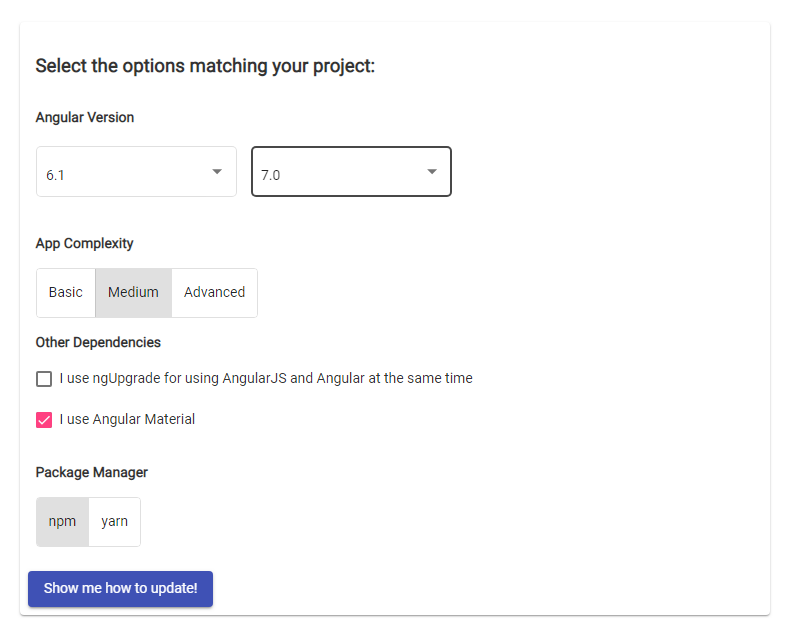 Select the options matching your project:
Angular Version
6.1 7.0
App Complexity
Basic Medium Advanced
Other Dependencies
I use ngUpgrade for using AngularJS and Angular at the same time
I use Angular Material
Package Manager
npm yarn
Show me how to update!